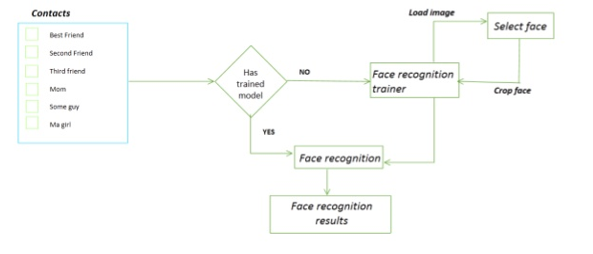 Contacts
Best Friend
Second Friend
Third friend
Mom
Some guy
Ma girl
Has
trained
model
NO
YES
Load image
Select face
Face recognition
trainer
Crop face
Face recognition
Face recognition
results